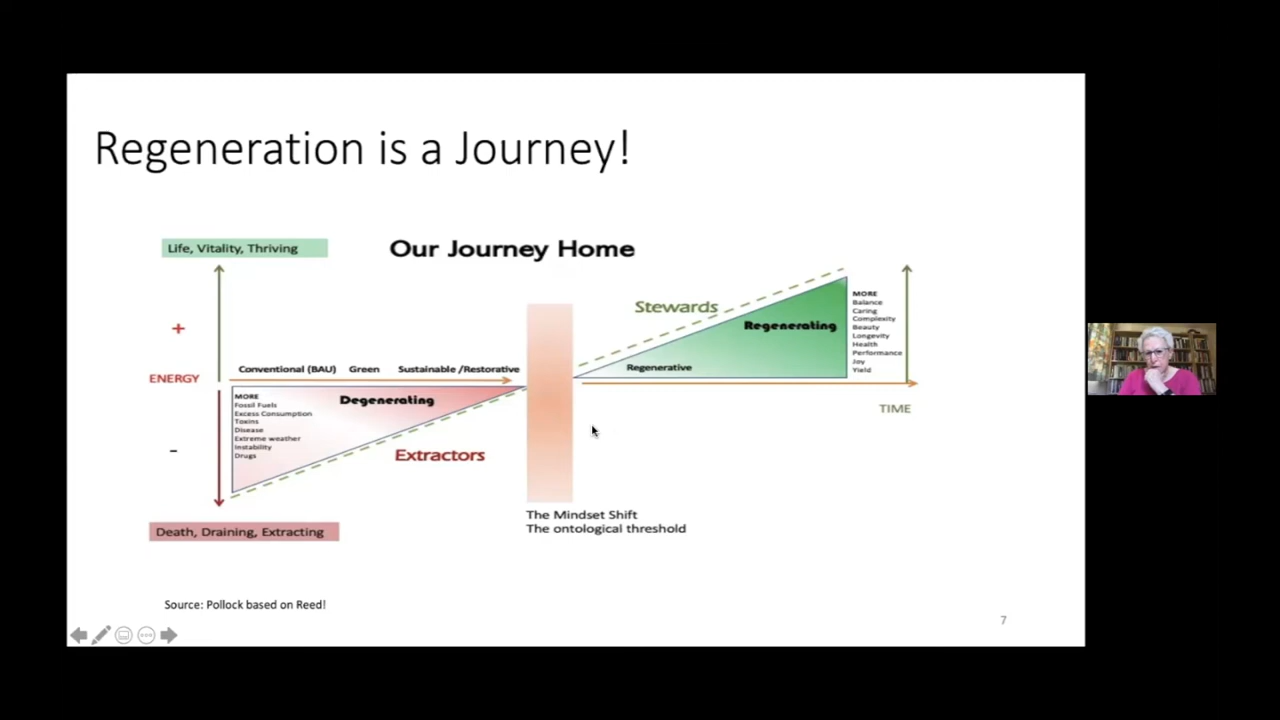 Regeneration is a Journey!
Life, Vitality, Thriving
Our Journey Home
+
ENERGY
-
Conventional (BAU) Green Sustainable /Restorative
MORE
Fossil Fuels
Excess Consumption
Toxins
Disease
Extreme weather
Instability
Drugs
Degenerating
Extractors
Death, Draining, Extracting
The Mindset Shift
The ontological threshold
Stewards
Regenerating
Regenerative
MORE
Balance
Caring
Complexity
Beauty
Longevity
Health
Performance
Joy
Yield
TIME
Source: Pollock based on Reed!
7